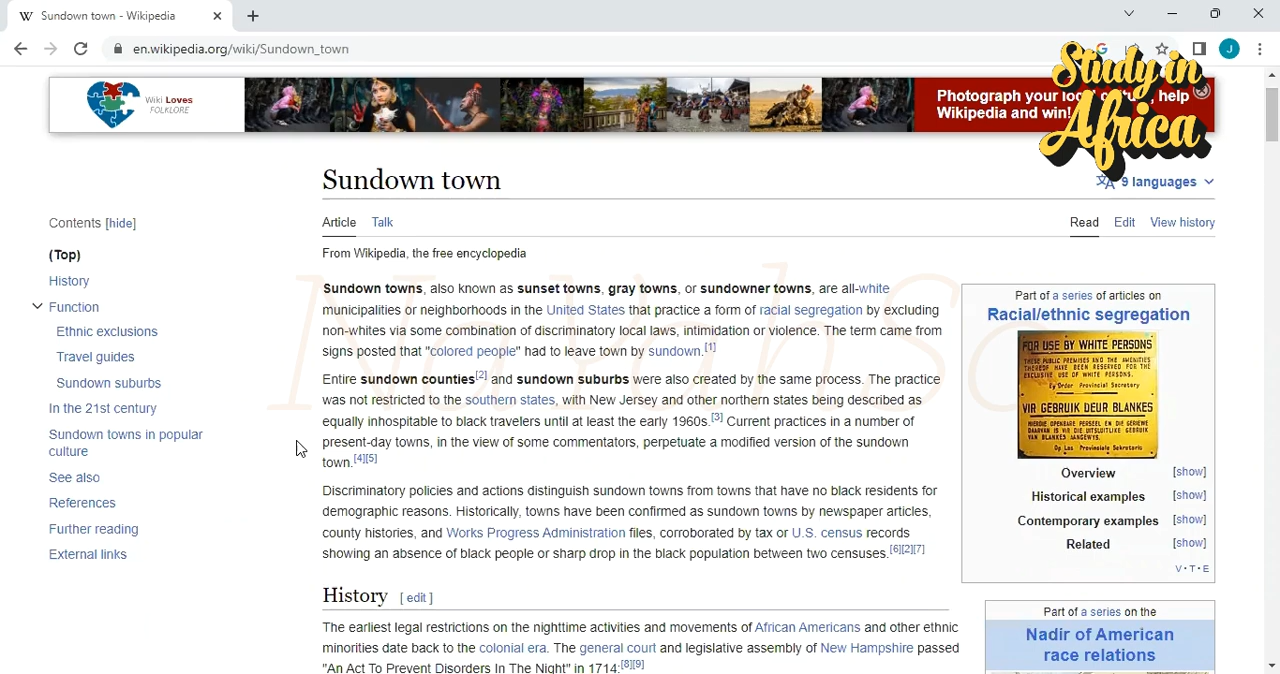 Sundown town - Wikipedia
en.wikipedia.org/wiki/Sundown_town
J
Study in
Africa
Wiki Loves
FOLKLORE
Photograph your local , help
Wikipedia and win!
Sundown town
9 languages
Contents [hide]
(Top)
History
Function
Ethnic exclusions
Travel guides
Sundown suburbs
In the 21st century
Sundown towns in popular
culture
See also
References
Further reading
External links
Article Talk
Read Edit View history
From Wikipedia, the free encyclopedia
Sundown towns, also known as sunset towns, gray towns, or sundowner towns, are all-white
municipalities or neighborhoods in the United States that practice a form of racial segregation by excluding
non-whites via some combination of discriminatory local laws, intimidation or violence. The term came from
signs posted that "colored people" had to leave town by sundown.[1]
Entire sundown counties[2] and sundown suburbs were also created by the same process. The practice
was not restricted to the southern states, with New Jersey and other northern states being described as
equally inhospitable to black travelers until at least the early 1960s.[3] Current practices in a number of
present-day towns, in the view of some commentators, perpetuate a modified version of the sundown
town.[4][5]
Discriminatory policies and actions distinguish sundown towns from towns that have no black residents for
demographic reasons. Historically, towns have been confirmed as sundown towns by newspaper articles,
county histories, and Works Progress Administration files, corroborated by tax or U.S. census records
showing an absence of black people or sharp drop in the black population between two censuses.[6][2][7]
History [ edit ]
The earliest legal restrictions on the nighttime activities and movements of African Americans and other ethnic
minorities date back to the colonial era. The general court and legislative assembly of New Hampshire passed
"An Act To Prevent Disorders In The Night" in 1714:[8][9]
Part of a series of articles on
Racial/ethnic segregation
FOR USE BY WHITE PERSONS
THESE PUBLIC PREMISES AND THE AMENITIES
THEREOF HAVE BEEN RESERVED FOR THE
EXCLUSIVE USE OF WHITE PERSONS.
By Order Provincial Secretary
VIR GEBRUIK DEUR BLANKES
HIERDIE OPENBARE PERSEEL EN DIE GERIEWE
DAARVAN IS VIR DIE UITSLUITLIKE GEBRUIK
VAN BLANKES AANGEWYS.
Op Las Provinsiale Sekretaris
Overview [show]
Historical examples [show]
Contemporary examples [show]
Related [show]
V · T · E
Part of a series on the
Nadir of American
race relations